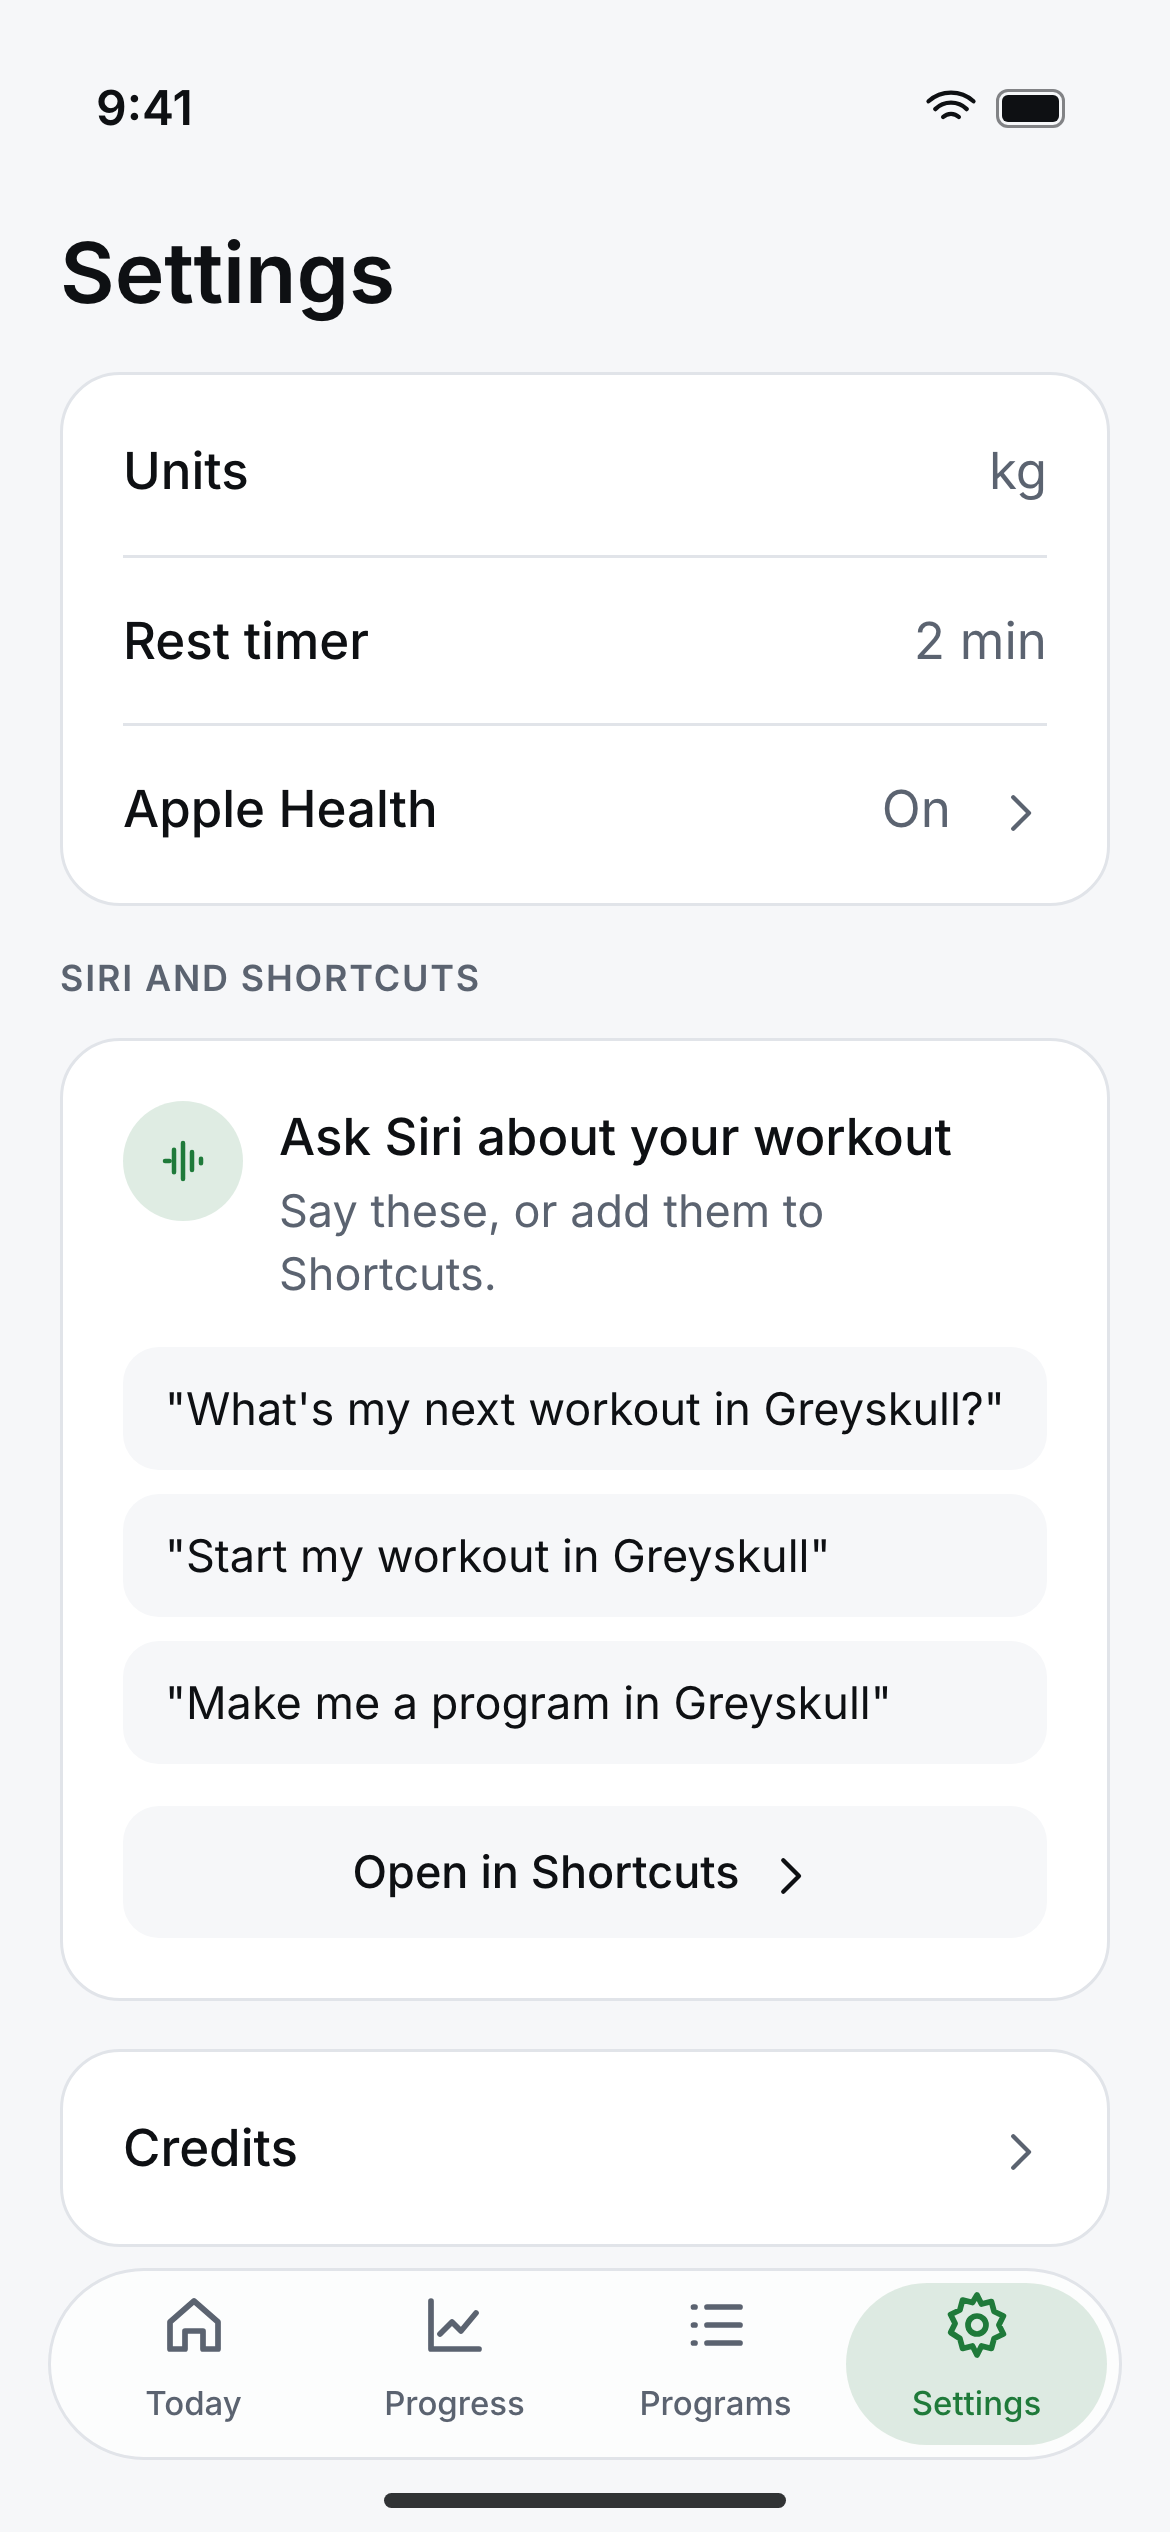 9:41
Settings
Units kg
Rest timer 2 min
Apple Health On
SIRI AND SHORTCUTS
Ask Siri about your workout
Say these, or add them to
Shortcuts.
"What's my next workout in Greyskull?"
"Start my workout in Greyskull"
"Make me a program in Greyskull"
Open in Shortcuts
Credits
Today Progress Programs Settings